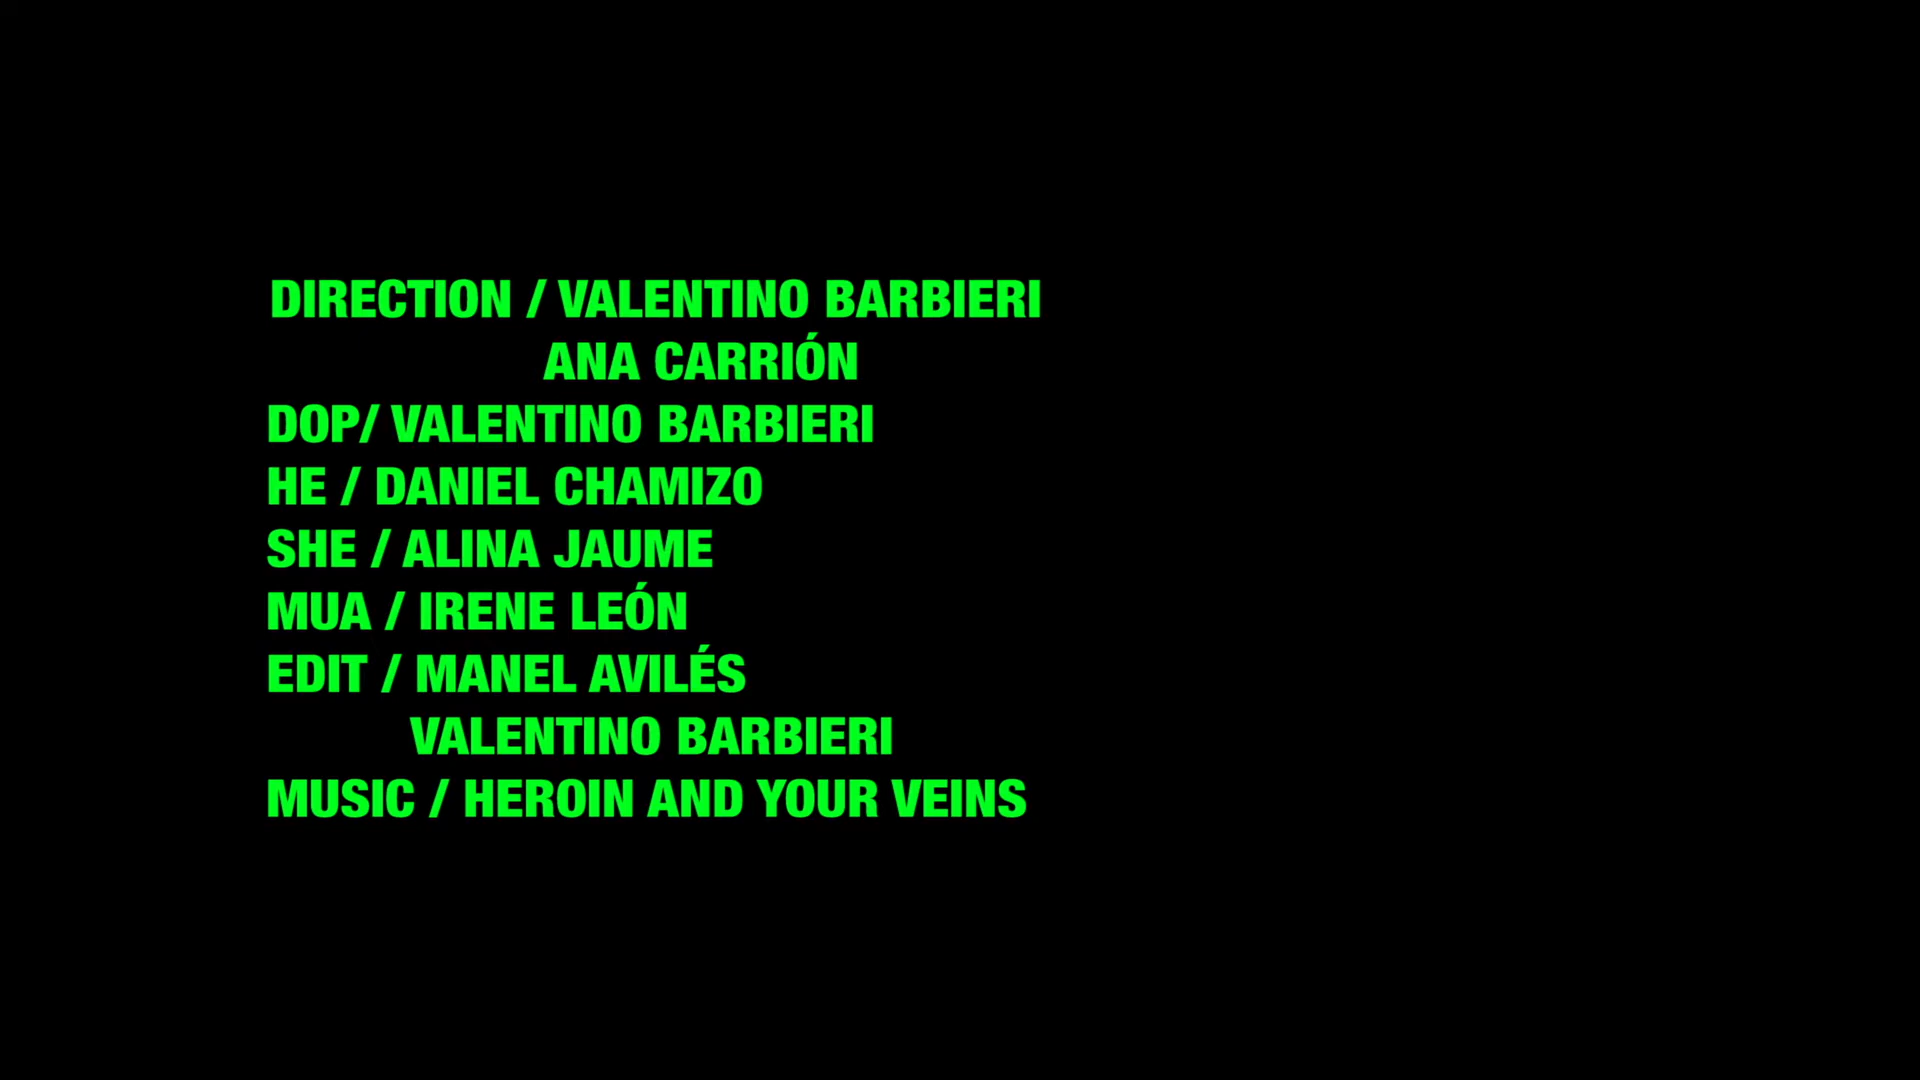 DIRECTION / VALENTINO BARBIERI
ANA CARRIÓN
DOP/ VALENTINO BARBIERI
HE / DANIEL CHAMIZO
SHE / ALINA JAUME
MUA / IRENE LEÓN
EDIT / MANEL AVILÉS
VALENTINO BARBIERI
MUSIC / HEROIN AND YOUR VEINS